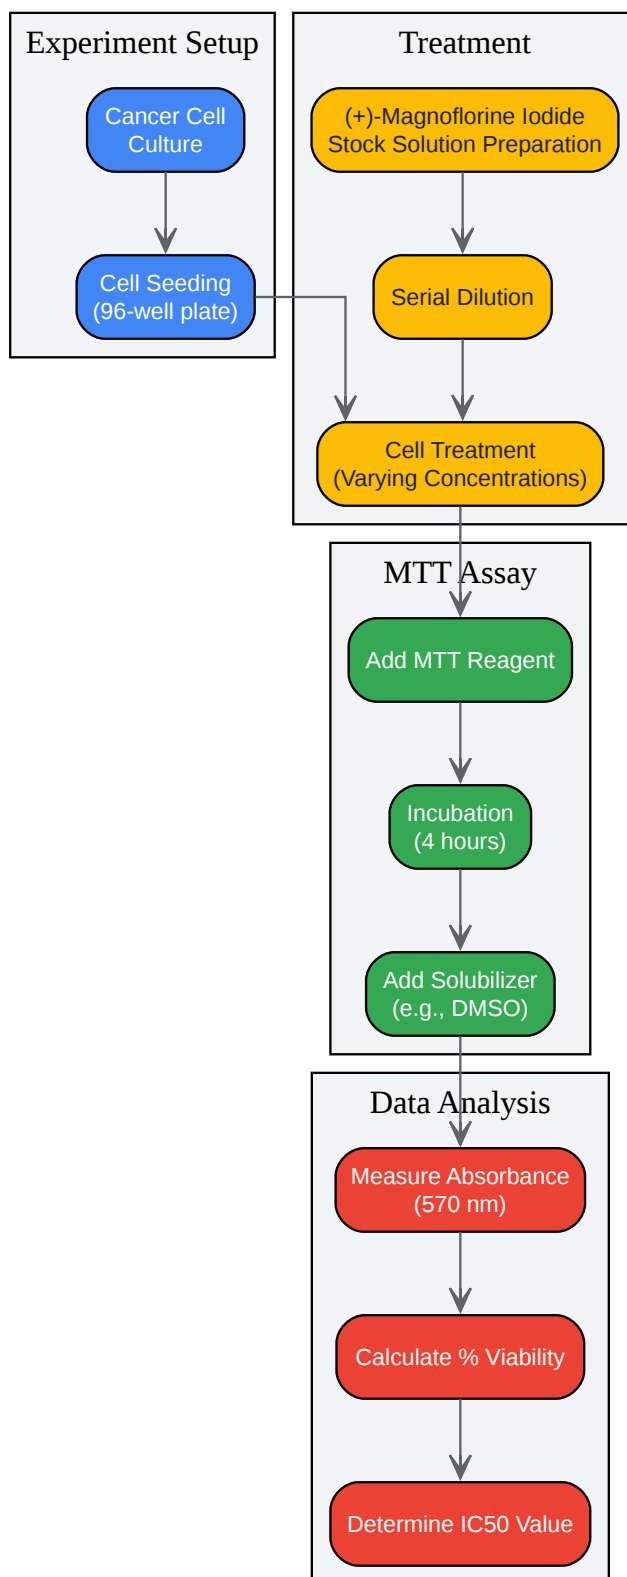 Experiment Setup
Cancer Cell
Culture
Cell Seeding
(96-well plate)
Treatment
(+)-Magnoflorine Iodide
Stock Solution Preparation
Serial Dilution
Cell Treatment
(Varying Concentrations)
MTT Assay
Add MTT Reagent
Incubation
(4 hours)
Add Solubilizer
(e.g., DMSO)
Data Analysis
Measure Absorbance
(570 nm)
Calculate % Viability
Determine IC50 Value